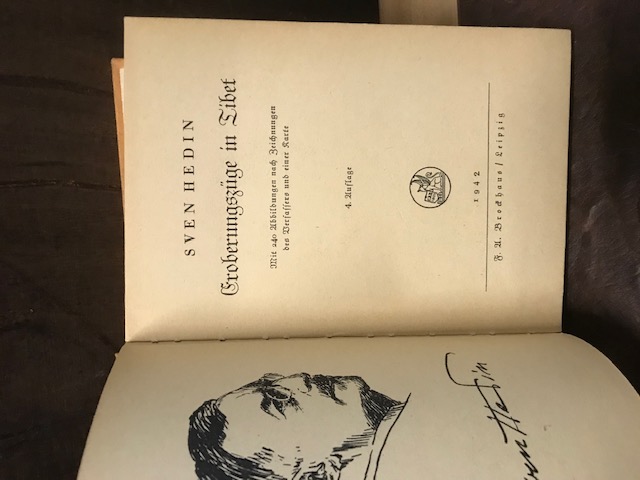 SVEN HEDIN
Eroberungszüge in Tibet
Mit 240 Abbildungen nach Zeichnungen
des Verfassers und einer Karte
4. Auflage
1942
F. A. Brockhaus / Leipzig
Hedin